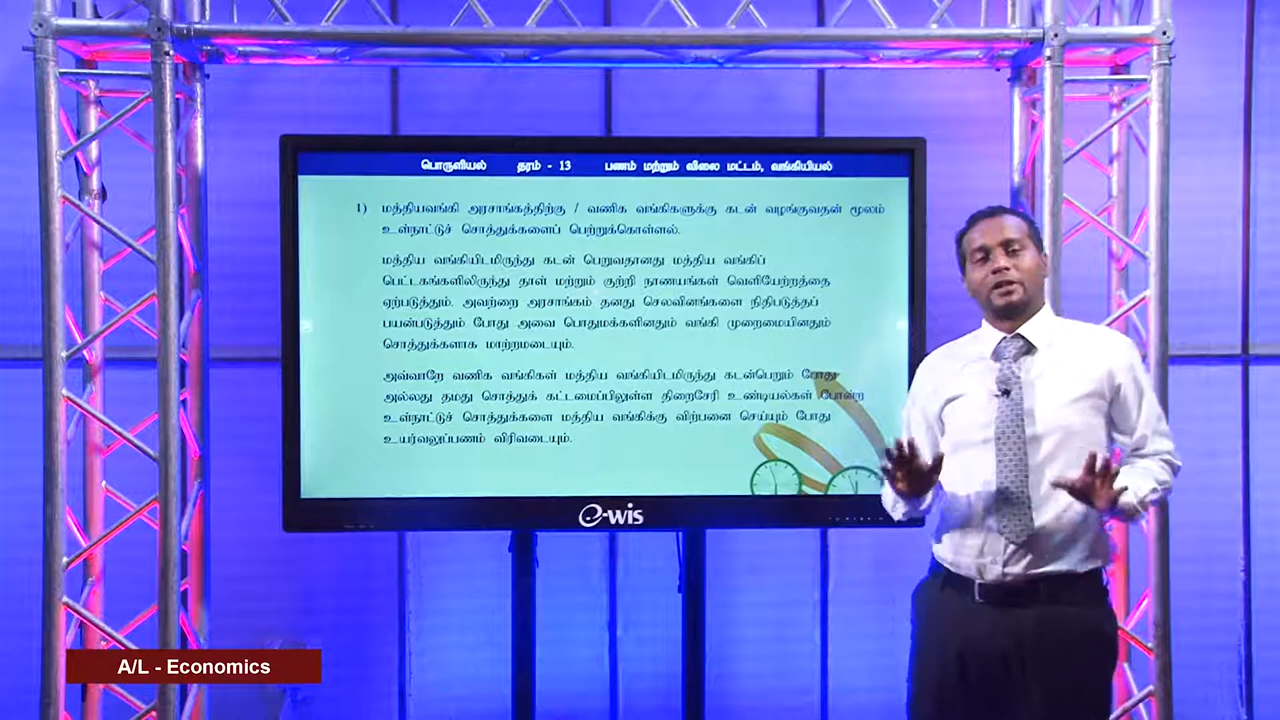 பொருளியல் தரம் - 13 பணம் மற்றும் விலை மட்டம், வங்கியியல்
1) மத்தியவங்கி அரசாங்கத்திற்கு / வணிக வங்கிகளுக்கு கடன் வழங்குவதன் மூலம்
உள்நாட்டுச் சொத்துக்களைப் பெற்றுக்கொள்ளல்.
மத்திய வங்கியிடமிருந்து கடன் பெறுவதானது மத்திய வங்கிப்
பெட்டகங்களிலிருந்து தாள் மற்றும் குற்றி நாணயங்கள் வெளியேற்றத்தை
ஏற்படுத்தும். அவற்றை அரசாங்கம் தனது செலவினங்களை நிதிபடுத்தப்
பயன்படுத்தும் போது அவை பொதுமக்களினதும் வங்கி முறைமையினதும்
சொத்துக்களாக மாற்றமடையும்.
அவ்வாறே வணிக வங்கிகள் மத்திய வங்கியிடமிருந்து கடன்பெறும் போது
அல்லது தமது சொத்துக் கட்டமைப்பிலுள்ள திறைசேரி உண்டியல்கள் போன்ற
உள்நாட்டுச் சொத்துக்களை மத்திய வங்கிக்கு விற்பனை செய்யும் போது
உயர்வலுப்பணம் விரிவடையும்.
e-wis
A/L - Economics